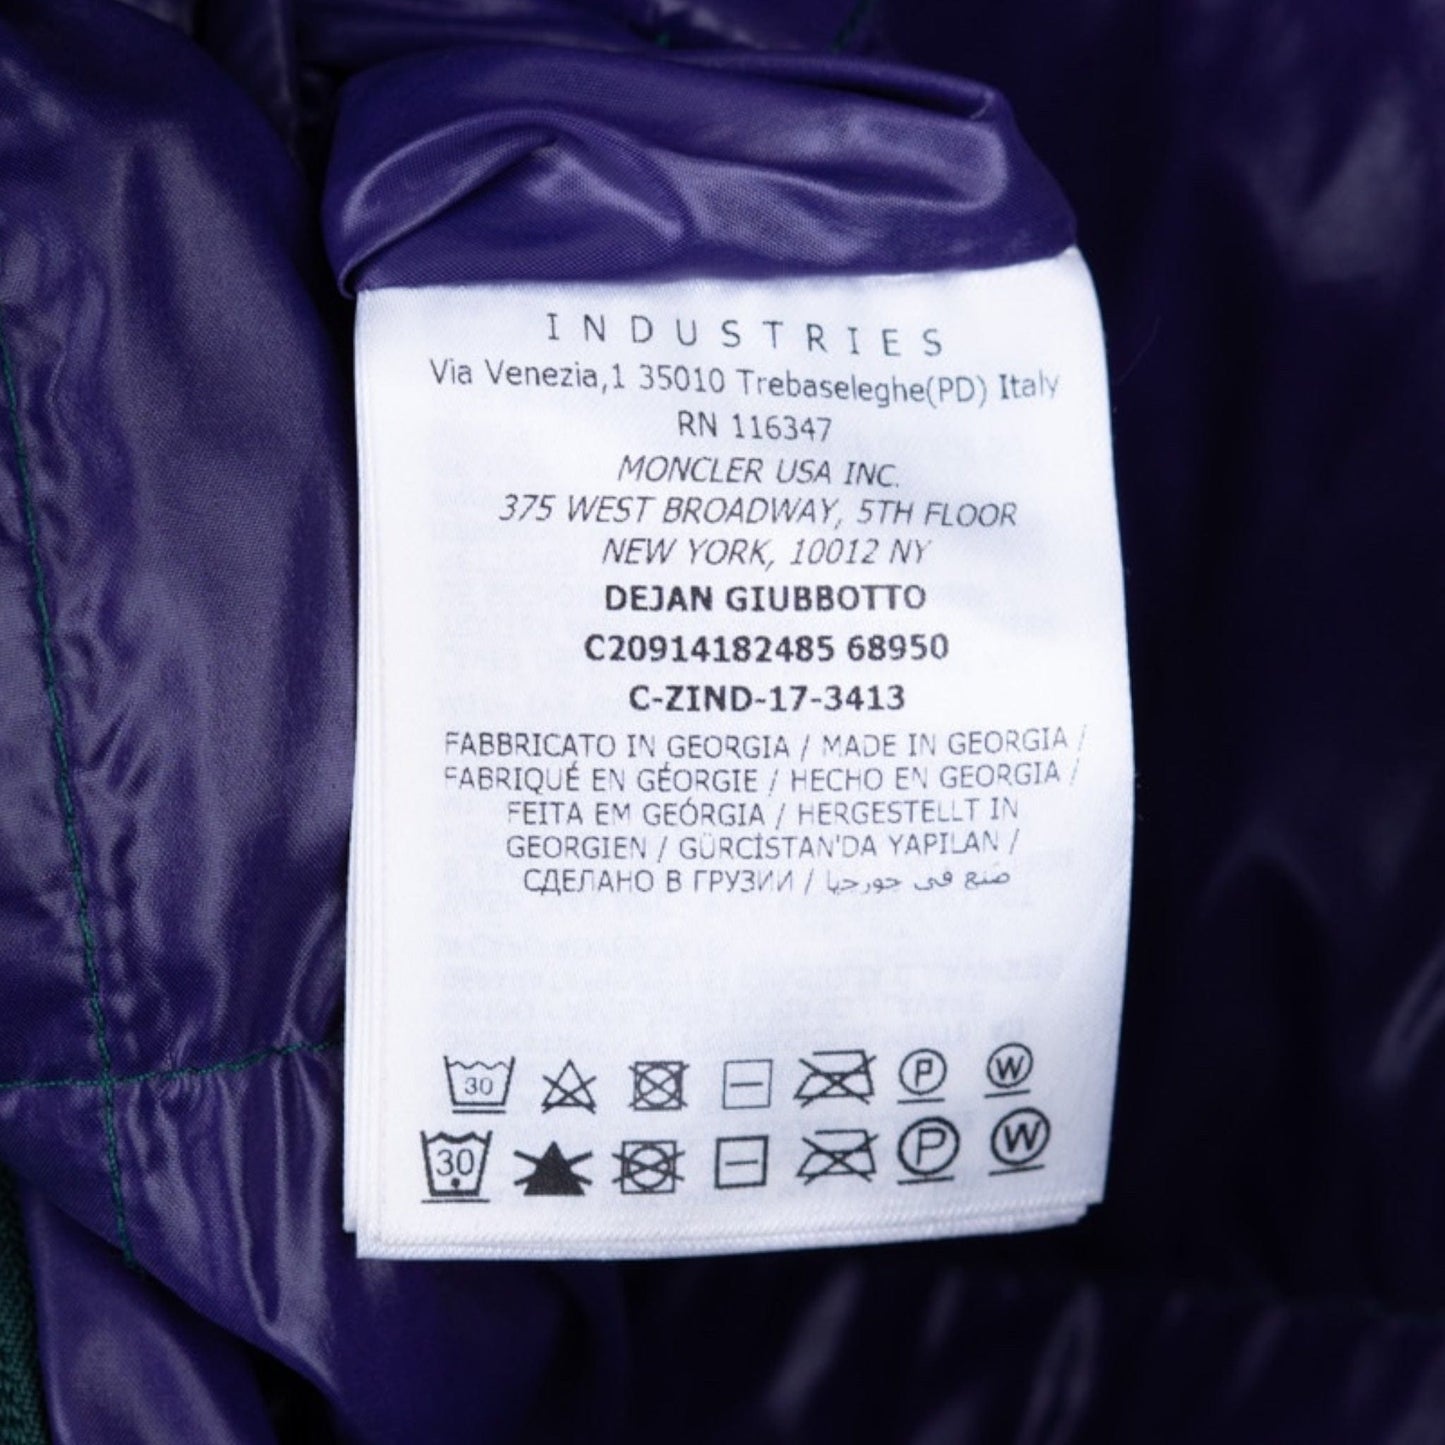 INDUSTRIES
Via Venezia,1 35010 Trebaseleghe(PD) Italy
RN 116347
MONCLER USA INC.
375 WEST BROADWAY, 5TH FLOOR
NEW YORK, 10012 NY
DEJAN GIUBBOTTO
C20914182485 68950
C-ZIND-17-3413
FABBRICATO IN GEORGIA / MADE IN GEORGIA /
FABRIQUÉ EN GÉORGIE / HECHO EN GEORGIA /
FEITA EM GEÓRGIA / HERGESTELLT IN
GEORGIEN / GÜRCİSTAN'DA YAPILAN /
СДЕЛАНО В ГРУЗИИ / صنع في جورجيا
30 P W
30 P W